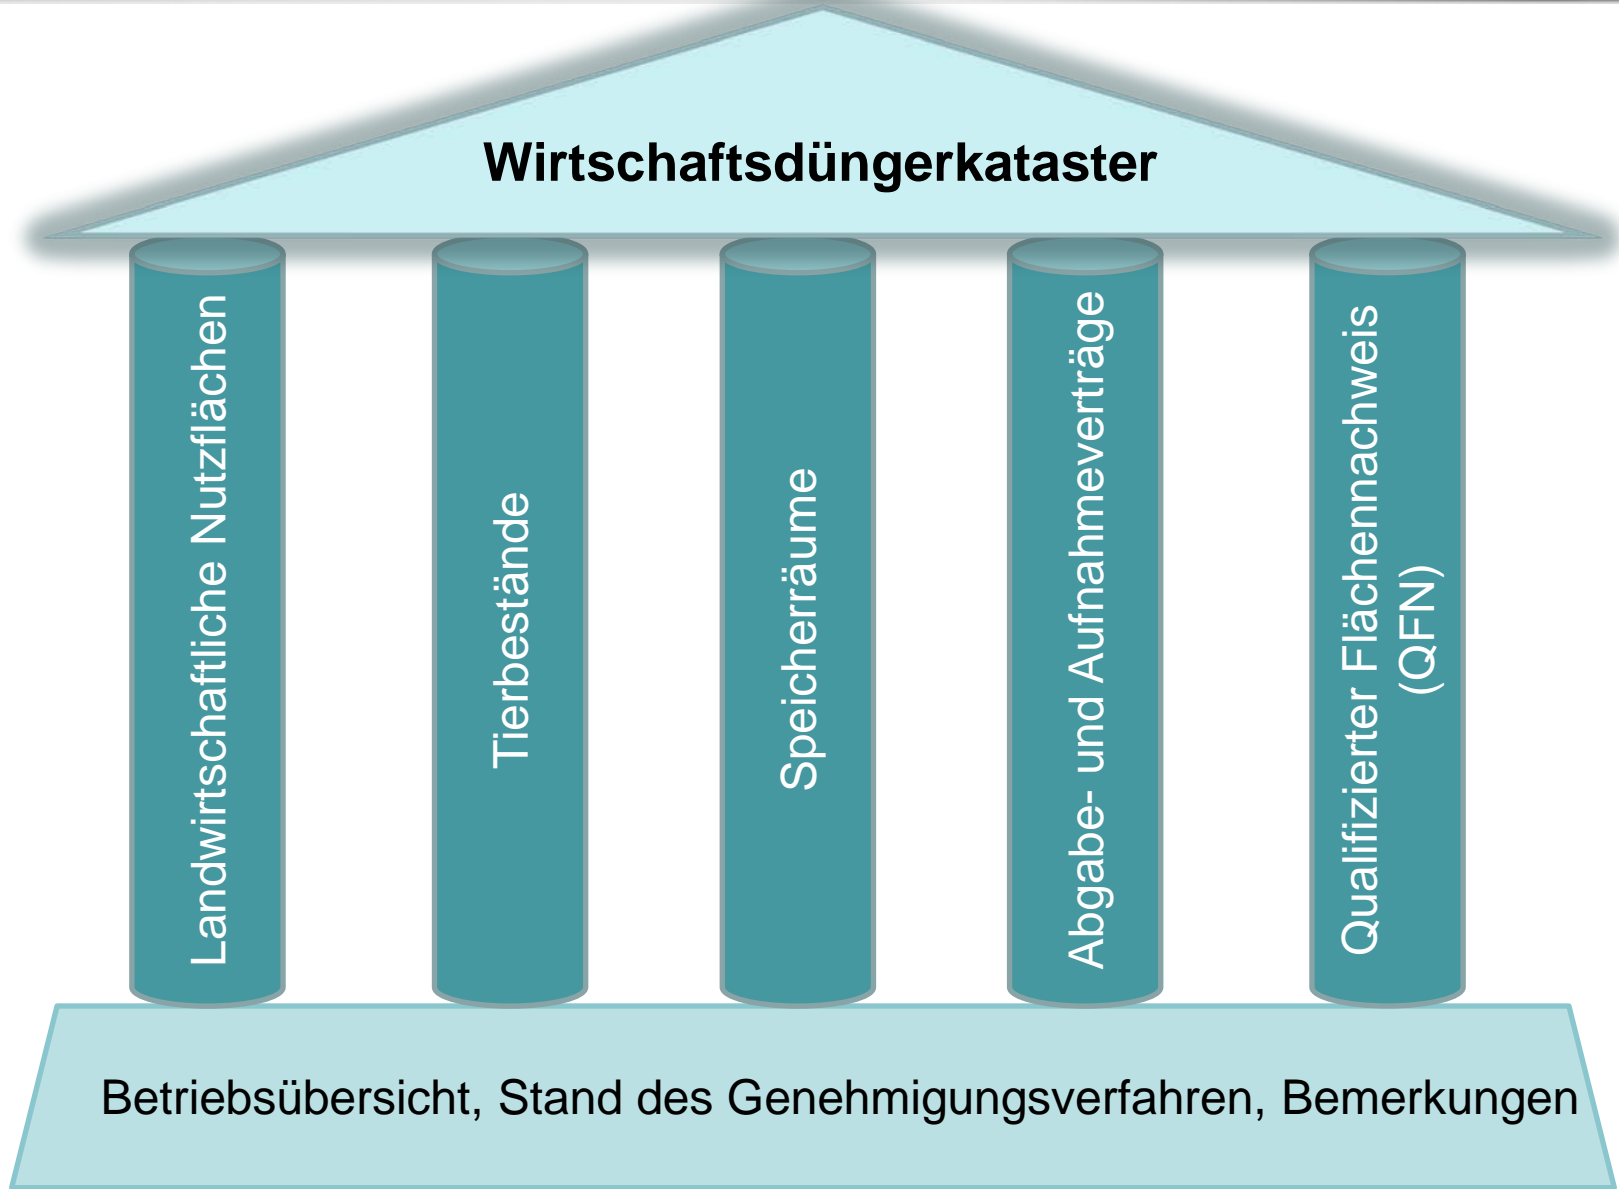 Wirtschaftsdüngerkataster
Landwirtschaftliche Nutzflächen
Tierbestände
Speicherräume
Abgabe- und Aufnahmeverträge
Qualifizierter Flächennachweis
(QFN)
Betriebsübersicht, Stand des Genehmigungsverfahren, Bemerkungen